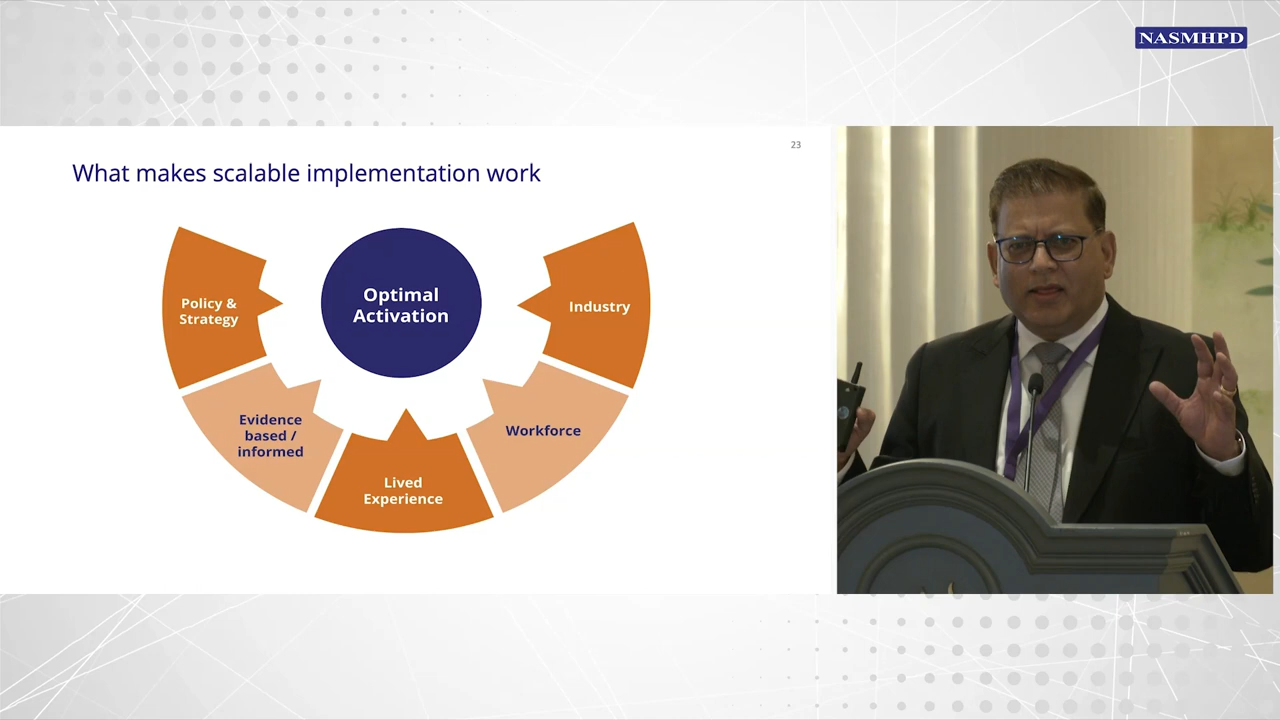 NASMHPD
23
What makes scalable implementation work
Optimal
Activation
Policy &
Strategy
Industry
Evidence
based /
informed
Workforce
Lived
Experience